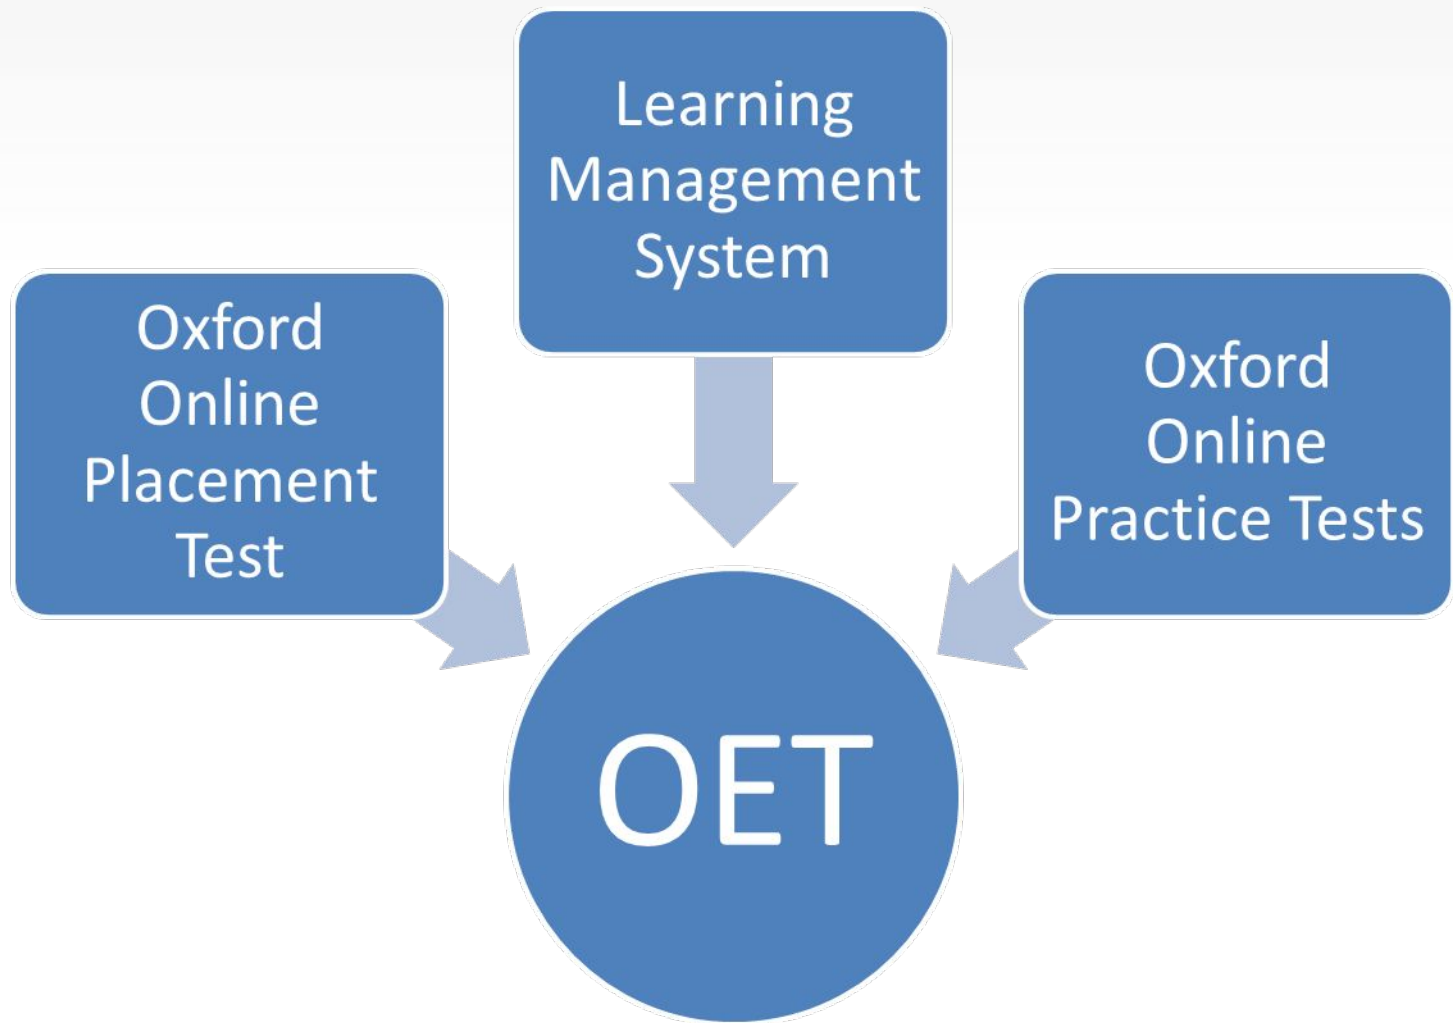 Learning
Management
System
Oxford
Online
Placement
Test
Oxford
Online
Practice Tests
OET